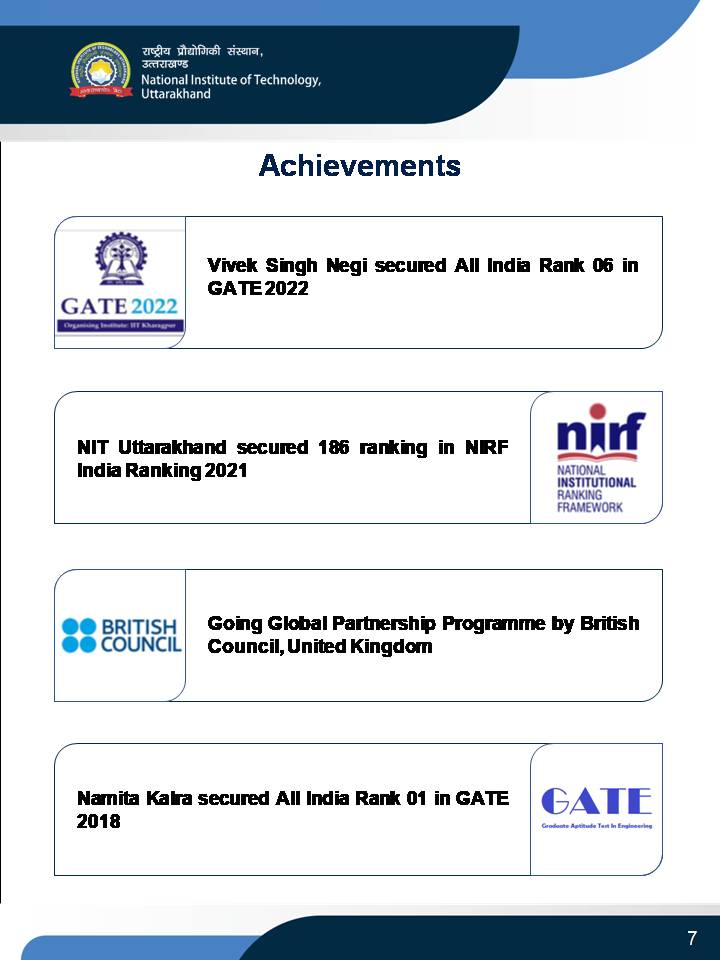 राष्ट्रीय प्रौद्योगिकी संस्थान,
उत्तराखण्ड
National Institute of Technology,
Uttarakhand
Achievements
GATE 2022
Organising Institute: IIT Kharagpur
Vivek Singh Negi secured All India Rank 06 in
GATE 2022
NIT Uttarakhand secured 186 ranking in NIRF
India Ranking 2021
nirf
NATIONAL
INSTITUTIONAL
RANKING
FRAMEWORK
BRITISH
COUNCIL
Going Global Partnership Programme by British
Council, United Kingdom
Namita Kalra secured All India Rank 01 in GATE
2018
GATE
Graduate Aptitude Test In Engineering
7